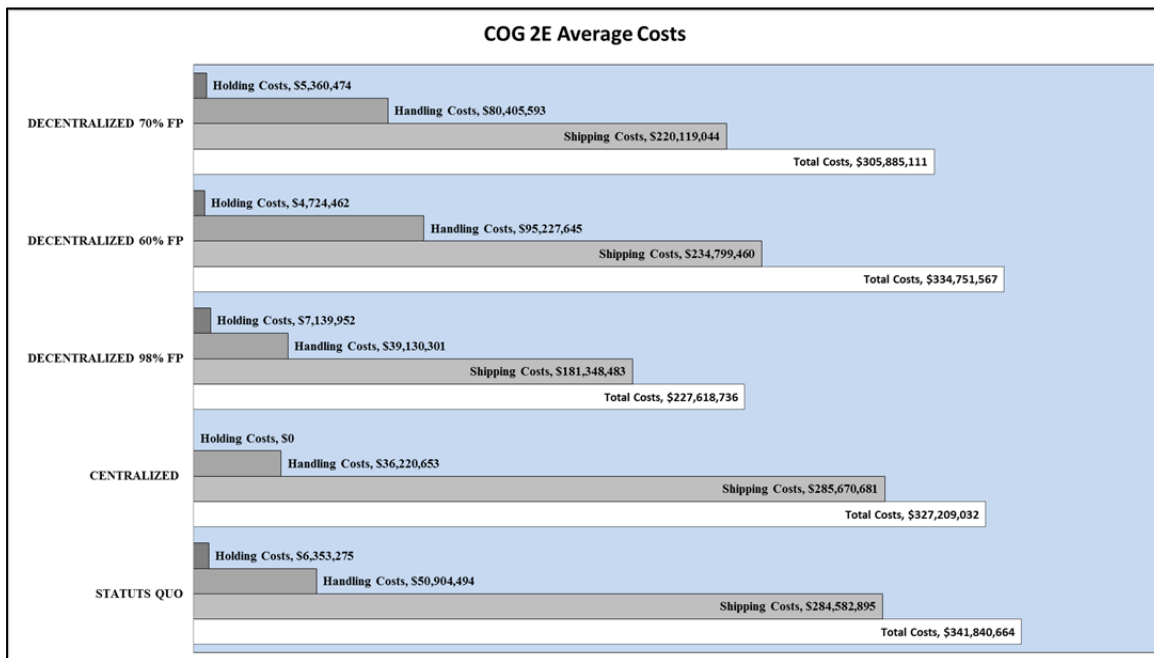 COG 2E Average Costs
DECENTRALIZED 70% FP
Holding Costs, $5,360,474
Handling Costs, $80,405,593
Shipping Costs, $220,119,044
Total Costs, $305,885,111
DECENTRALIZED 60% FP
Holding Costs, $4,724,462
Handling Costs, $95,227,645
Shipping Costs, $234,799,460
Total Costs, $334,751,567
DECENTRALIZED 98% FP
Holding Costs, $7,139,952
Handling Costs, $39,130,301
Shipping Costs, $181,348,483
Total Costs, $227,618,736
CENTRALIZED
Holding Costs, $0
Handling Costs, $36,220,653
Shipping Costs, $285,670,681
Total Costs, $327,209,032
STATUTS QUO
Holding Costs, $6,353,275
Handling Costs, $50,904,494
Shipping Costs, $284,582,895
Total Costs, $341,840,664